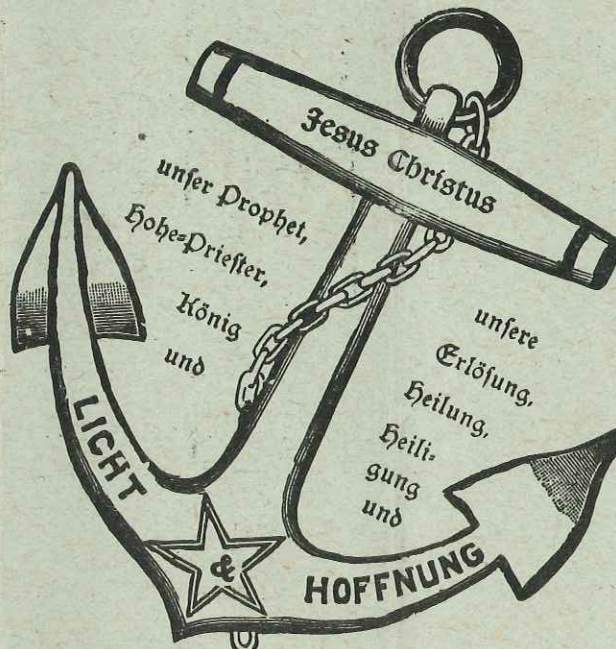 Jesus Christus
unser Prophet,
Hohe-Priester,
König
und
LICHT
&
HOFFNUNG
unsere
Erlösung,
Heilung,
Heili-
gung
und